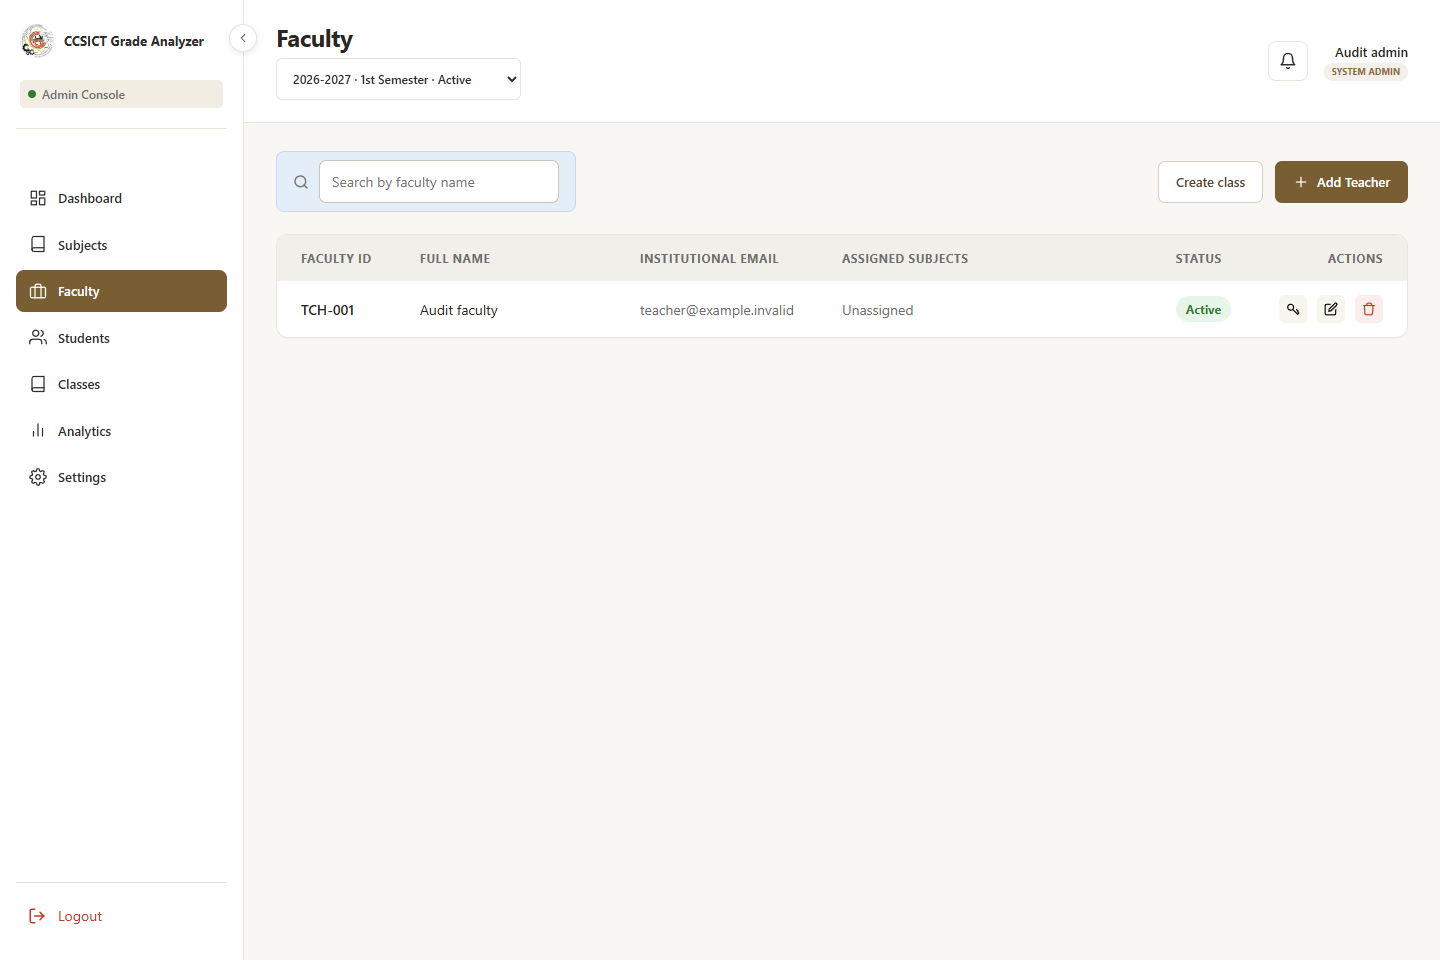 CCSICT Grade Analyzer
Admin Console
Dashboard
Subjects
Faculty
Students
Classes
Analytics
Settings
Logout
Faculty
2026-2027 · 1st Semester · Active
Audit admin
SYSTEM ADMIN
Search by faculty name
Create class
Add Teacher
FACULTY ID FULL NAME INSTITUTIONAL EMAIL ASSIGNED SUBJECTS STATUS ACTIONS
TCH-001 Audit faculty teacher@example.invalid Unassigned Active